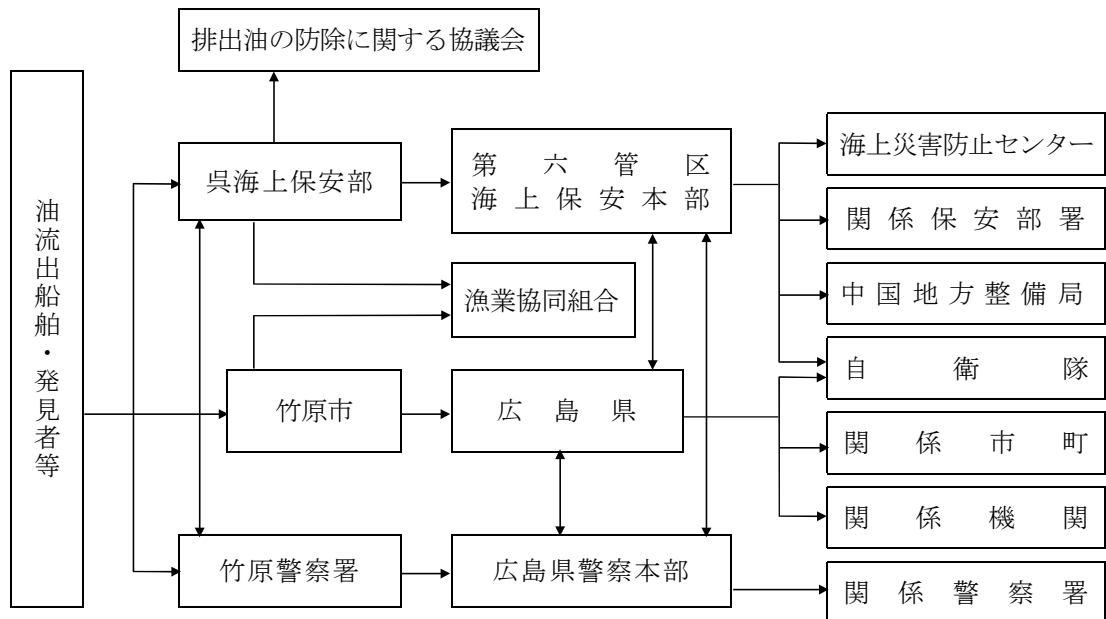 排出油の防除に関する協議会
油流出船舶・発見者等
呉海上保安部
第六管区
海上保安本部
海上災害防止センター
関係保安部署
中国地方整備局
漁業協同組合
自衛隊
竹原市
広島県
関係市町
関係機関
竹原警察署
広島県警察本部
関係警察署